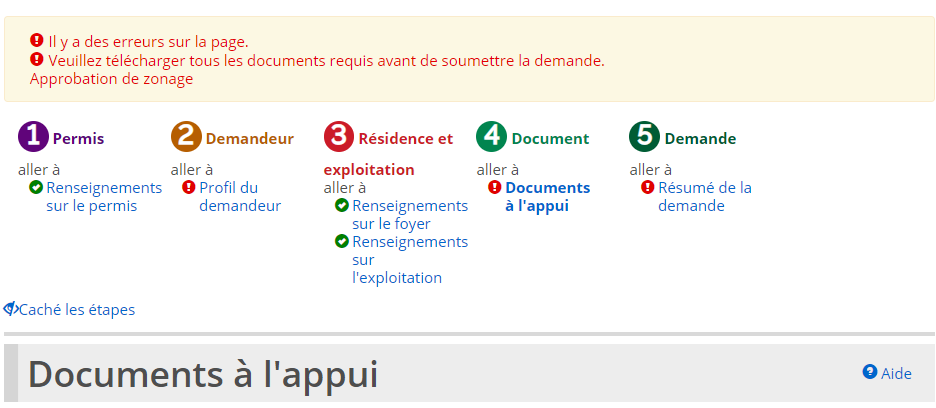 Il y a des erreurs sur la page.
Veuillez télécharger tous les documents requis avant de soumettre la demande.
Approbation de zonage
1 Permis
aller à
Renseignements
sur le permis
2 Demandeur
aller à
Profil du
demandeur
3 Résidence et
exploitation
aller à
Renseignements
sur le foyer
Renseignements
sur
l'exploitation
4 Document
aller à
Documents
à l'appui
5 Demande
aller à
Résumé de la
demande
Caché les étapes
Documents à l'appui
Aide